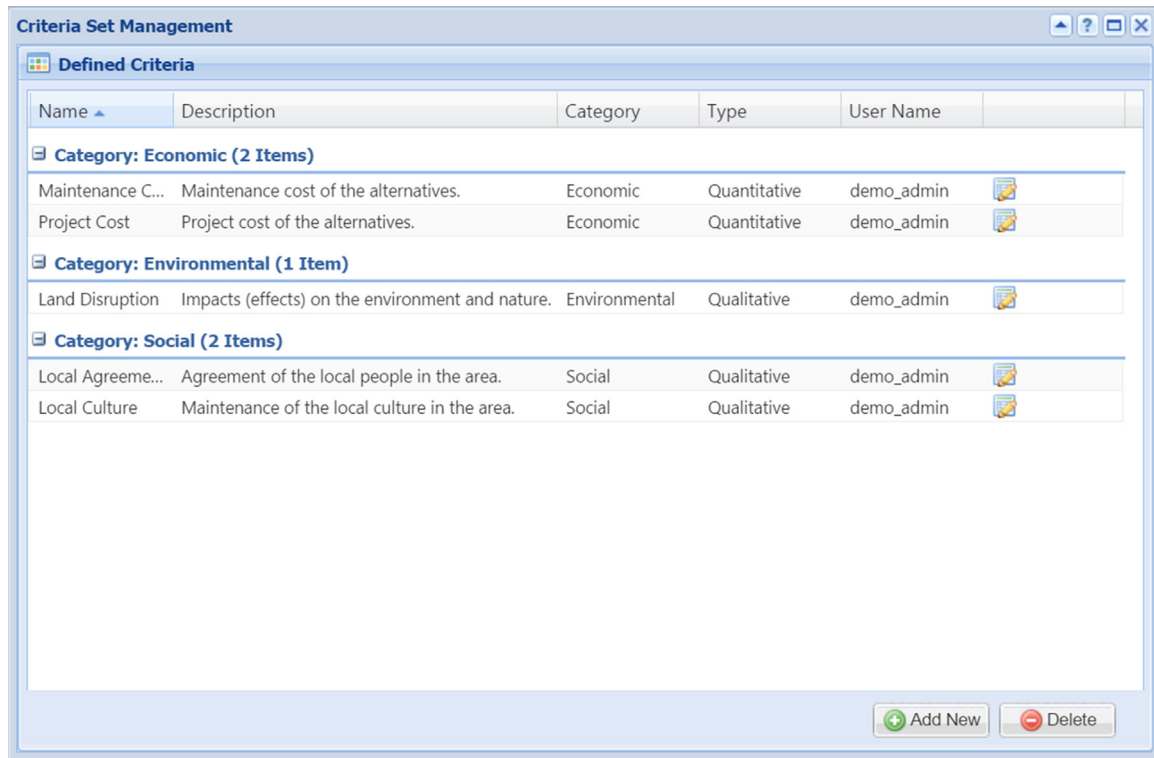 Criteria Set Management
Defined Criteria
Name Description Category Type User Name
Category: Economic (2 Items)
Maintenance C... Maintenance cost of the alternatives. Economic Quantitative demo_admin
Project Cost Project cost of the alternatives. Economic Quantitative demo_admin
Category: Environmental (1 Item)
Land Disruption Impacts (effects) on the environment and nature. Environmental Qualitative demo_admin
Category: Social (2 Items)
Local Agreeme... Agreement of the local people in the area. Social Qualitative demo_admin
Local Culture Maintenance of the local culture in the area. Social Qualitative demo_admin
Add New Delete